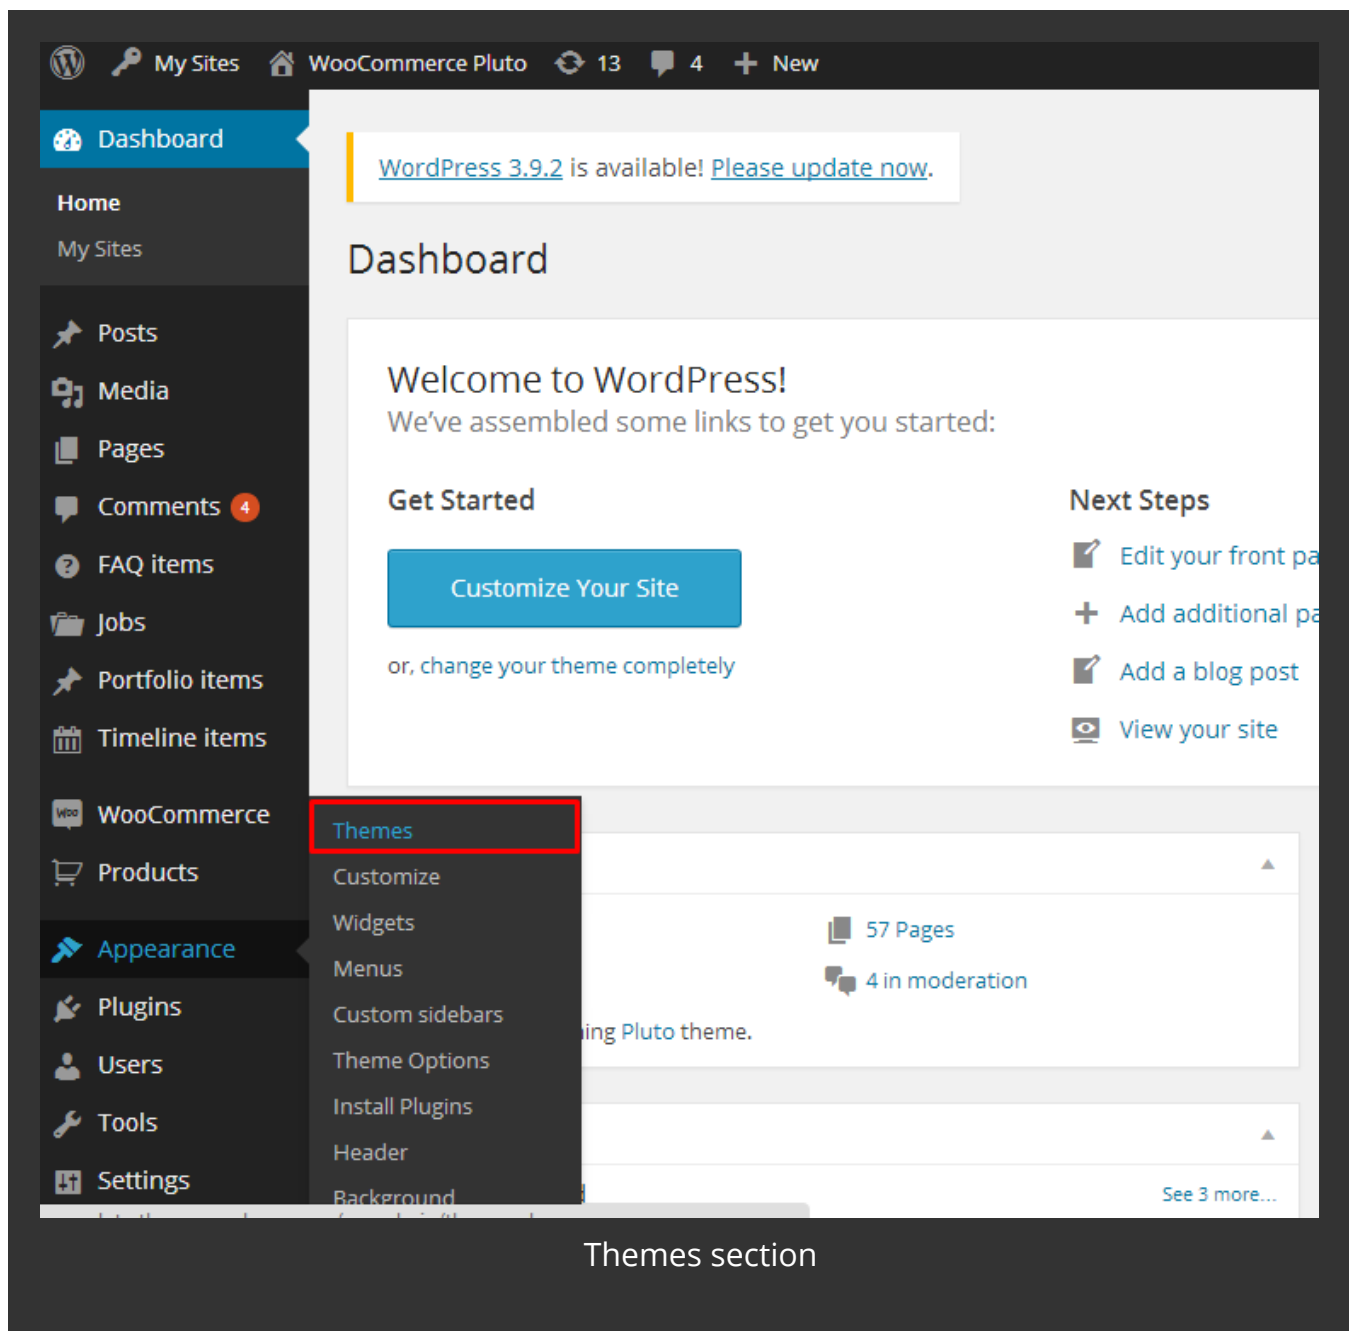 My Sites WooCommerce Pluto 13 4 New
Dashboard
Home
My Sites
Posts
Media
Pages
Comments 4
FAQ items
Jobs
Portfolio items
Timeline items
WooCommerce
Products
Appearance
Plugins
Users
Tools
Settings
Themes
Customize
Widgets
Menus
Custom sidebars
Theme Options
Install Plugins
Header
Background
WordPress 3.9.2 is available! Please update now.
Dashboard
Welcome to WordPress!
We've assembled some links to get you started:
Get Started
Customize Your Site
or, change your theme completely
Next Steps
Edit your front pa
Add additional pa
Add a blog post
View your site
57 Pages
4 in moderation
ing Pluto theme.
See 3 more...
Themes section